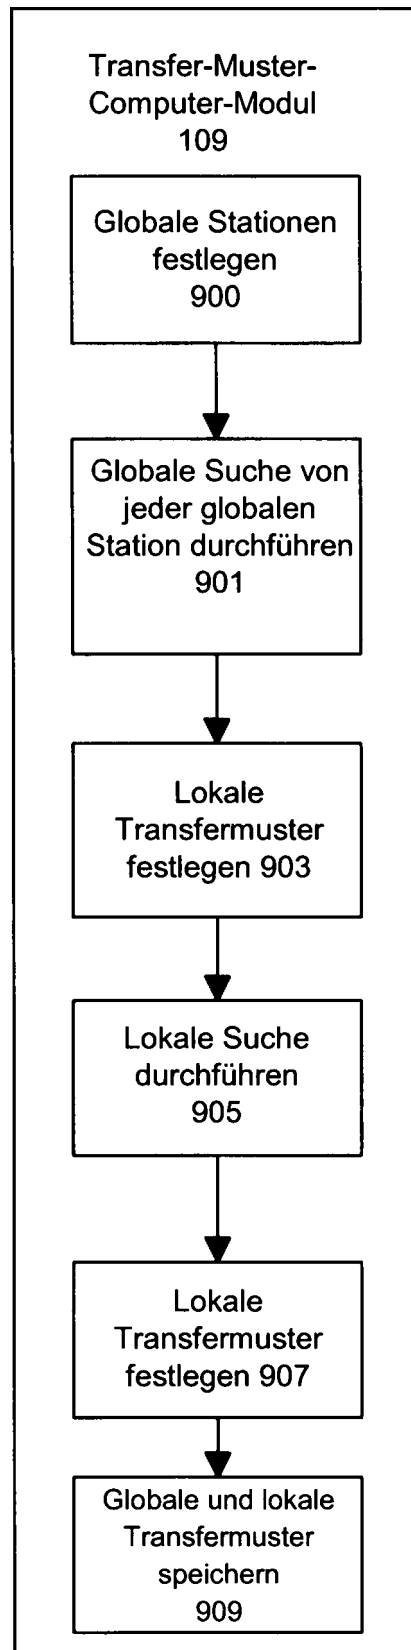 Transfer-Muster-
Computer-Modul
109
Globale Stationen
festlegen
900
Globale Suche von
jeder globalen
Station durchführen
901
Lokale
Transfermuster
festlegen 903
Lokale Suche
durchführen
905
Lokale
Transfermuster
festlegen 907
Globale und lokale
Transfermuster
speichern
909